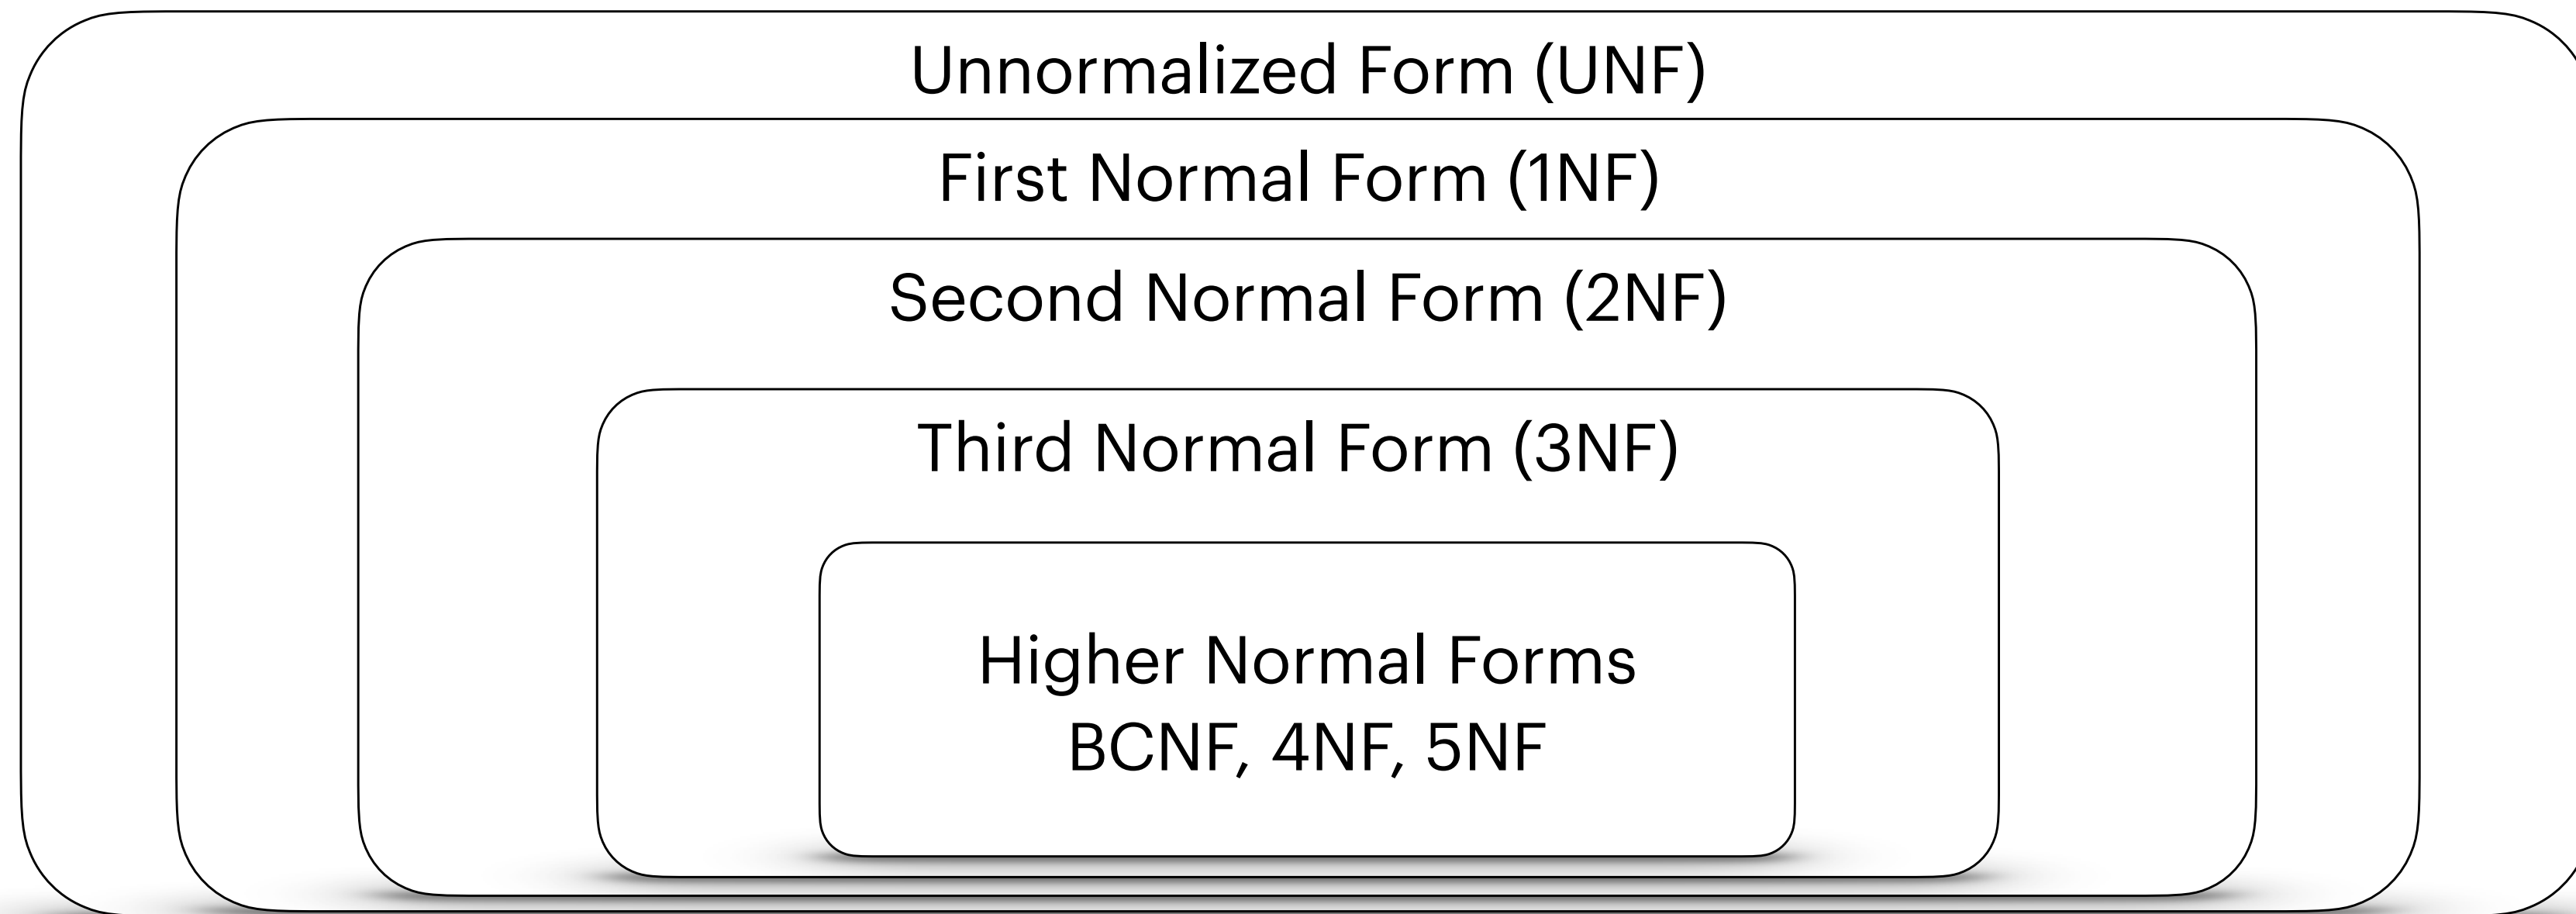 Unnormalized Form (UNF)
First Normal Form (1NF)
Second Normal Form (2NF)
Third Normal Form (3NF)
Higher Normal Forms
BCNF, 4NF, 5NF